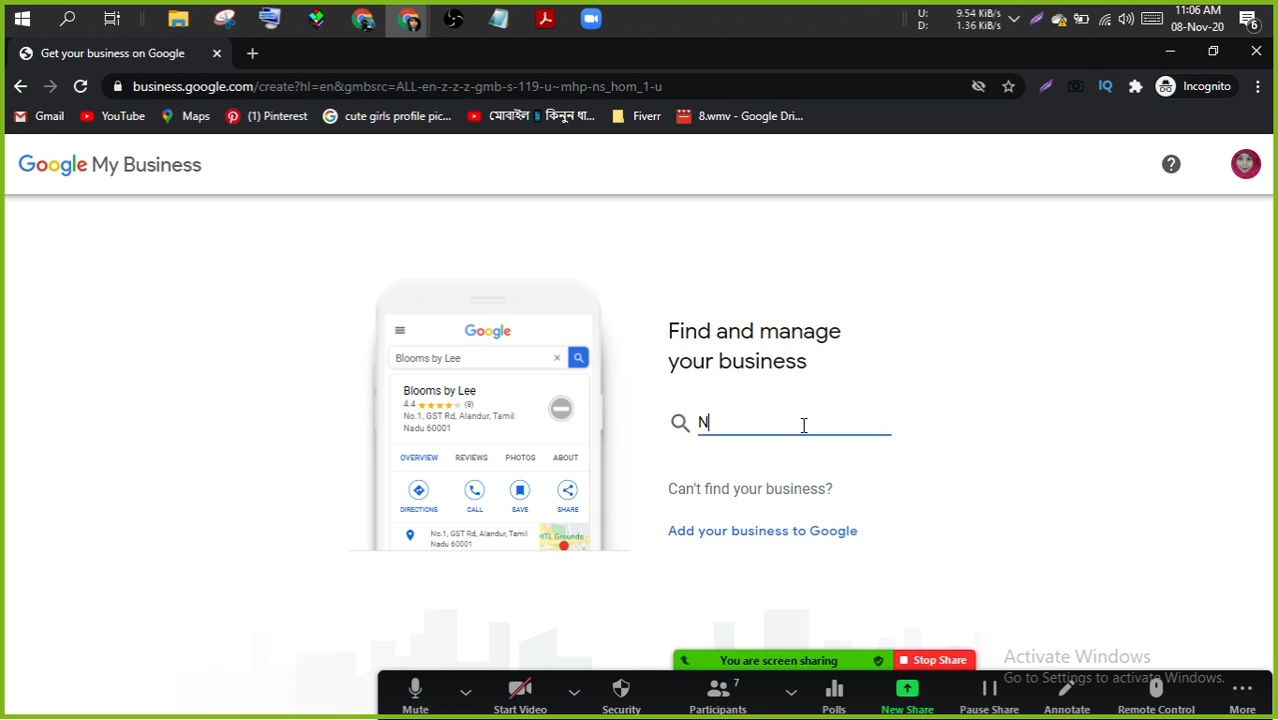 U: 9.54 KiB/s
D: 1.36 KiB/s
11:06 AM
08-Nov-20
6
Get your business on Google
business.google.com/create?hl=en&gmbsrc=ALL-en-z-z-z-gmb-s-119-u~mhp-ns_hom_1-u
IQ
Incognito
Gmail
YouTube
Maps
(1) Pinterest
cute girls profile pic...
মোবাইল কিনুন ধা...
Fiverr
8.wmv - Google Dri...
Google My Business
Google
Blooms by Lee
Blooms by Lee
4.4 (8)
No.1, GST Rd, Alandur, Tamil
Nadu 60001
OVERVIEW REVIEWS PHOTOS ABOUT
DIRECTIONS CALL SAVE SHARE
No.1, GST Rd, Alandur, Tamil
Nadu 60001
Find and manage
your business
N
Can't find your business?
Add your business to Google
You are screen sharing
Stop Share
Activate Windows
Go to Settings to activate Windows.
7
Mute
Start Video
Security
Participants
Polls
New Share
Pause Share
Annotate
Remote Control
More